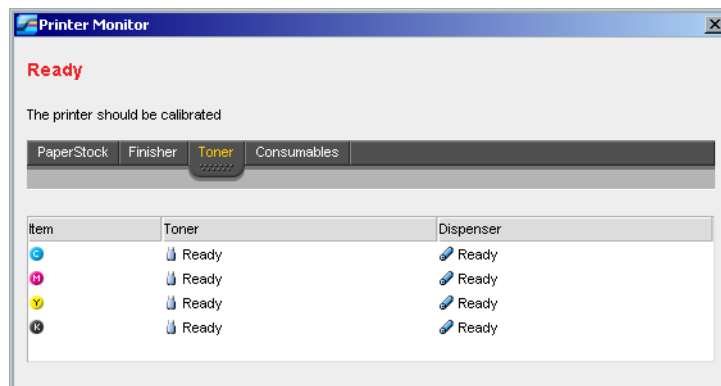 Printer Monitor
Ready
The printer should be calibrated
PaperStock Finisher Toner Consumables
Item Toner Dispenser
C Ready Ready
M Ready Ready
Y Ready Ready
K Ready Ready